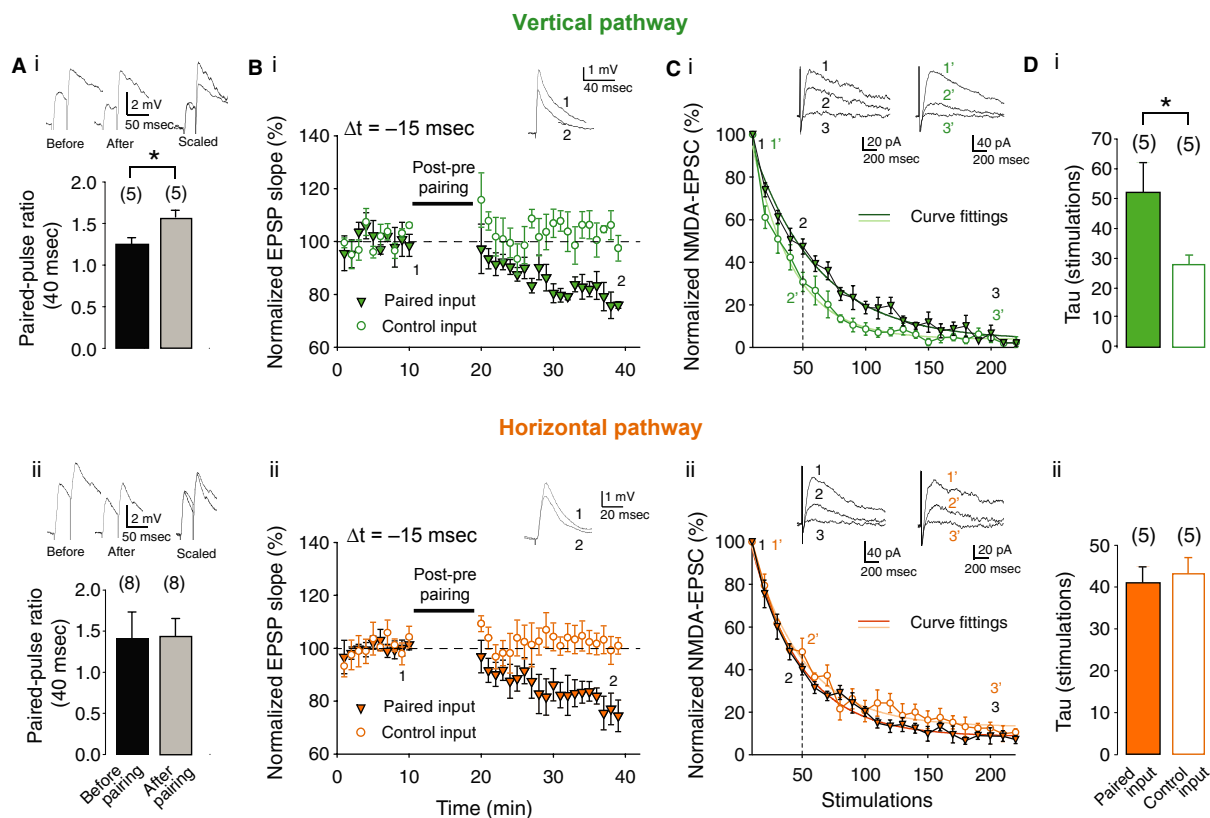 Vertical pathway
A i
2 mV
50 msec
Before
After
Scaled
*
(5)
(5)
Paired-pulse ratio
(40 msec)
2.0
1.5
1.0
0.5
0.0
B i
1 mV
40 msec
1
2
Δt = –15 msec
Post-pre
pairing
Normalized EPSP slope (%)
140
120
100
80
60
1
2
Paired input
Control input
0
10
20
30
40
C i
1
2
3
20 pA
200 msec
1'
2'
3'
40 pA
200 msec
Normalized NMDA-EPSC (%)
100
80
60
40
20
0
1 1'
2
2'
3
3'
Curve fittings
50
100
150
200
D i
*
(5)
(5)
Tau (stimulations)
70
60
50
40
30
20
10
0
Horizontal pathway
ii
2 mV
50 msec
Before
After
Scaled
(8)
(8)
Paired-pulse ratio
(40 msec)
2.0
1.5
1.0
0.5
0.0
Before
pairing
After
pairing
ii
1 mV
20 msec
1
2
Δt = –15 msec
Post-pre
pairing
Normalized EPSP slope (%)
140
120
100
80
60
1
2
Paired input
Control input
0
10
20
30
40
Time (min)
ii
1
2
3
40 pA
200 msec
1'
2'
3'
20 pA
200 msec
Normalized NMDA-EPSC (%)
100
80
60
40
20
0
1 1'
2'
2
3'
3
Curve fittings
50
100
150
200
Stimulations
ii
(5)
(5)
Tau (stimulations)
50
40
30
20
10
0
Paired
input
Control
input